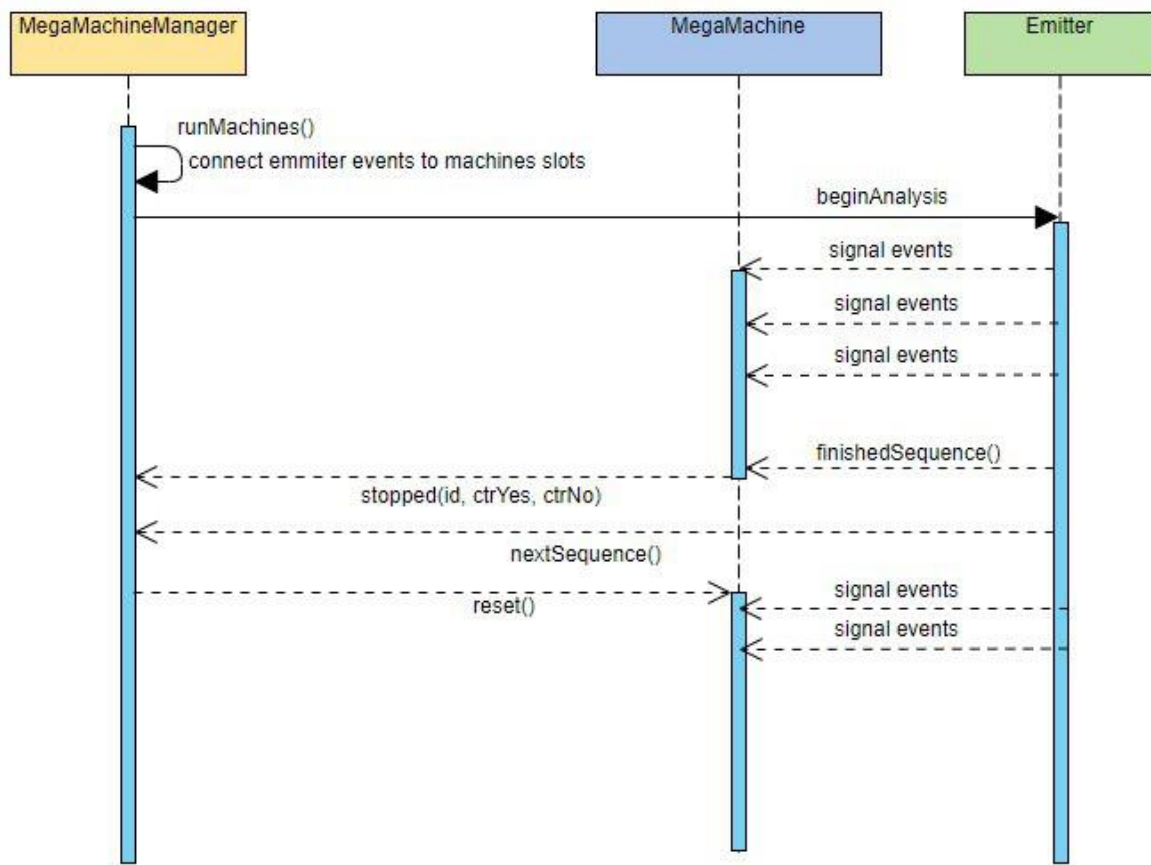 MegaMachineManager
MegaMachine
Emitter
runMachines()
connect emmiter events to machines slots
beginAnalysis
signal events
signal events
signal events
finishedSequence()
stopped(id, ctrYes, ctrNo)
nextSequence()
signal events
reset()
signal events